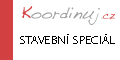 Koordinuj.cz
STAVEBNÍ SPECIÁL